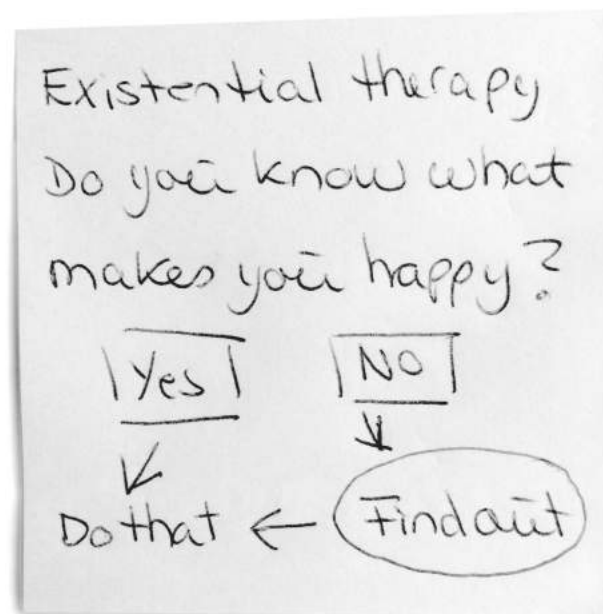 Existential therapy
Do you know what
makes you happy?
Yes NO
Do that Find out